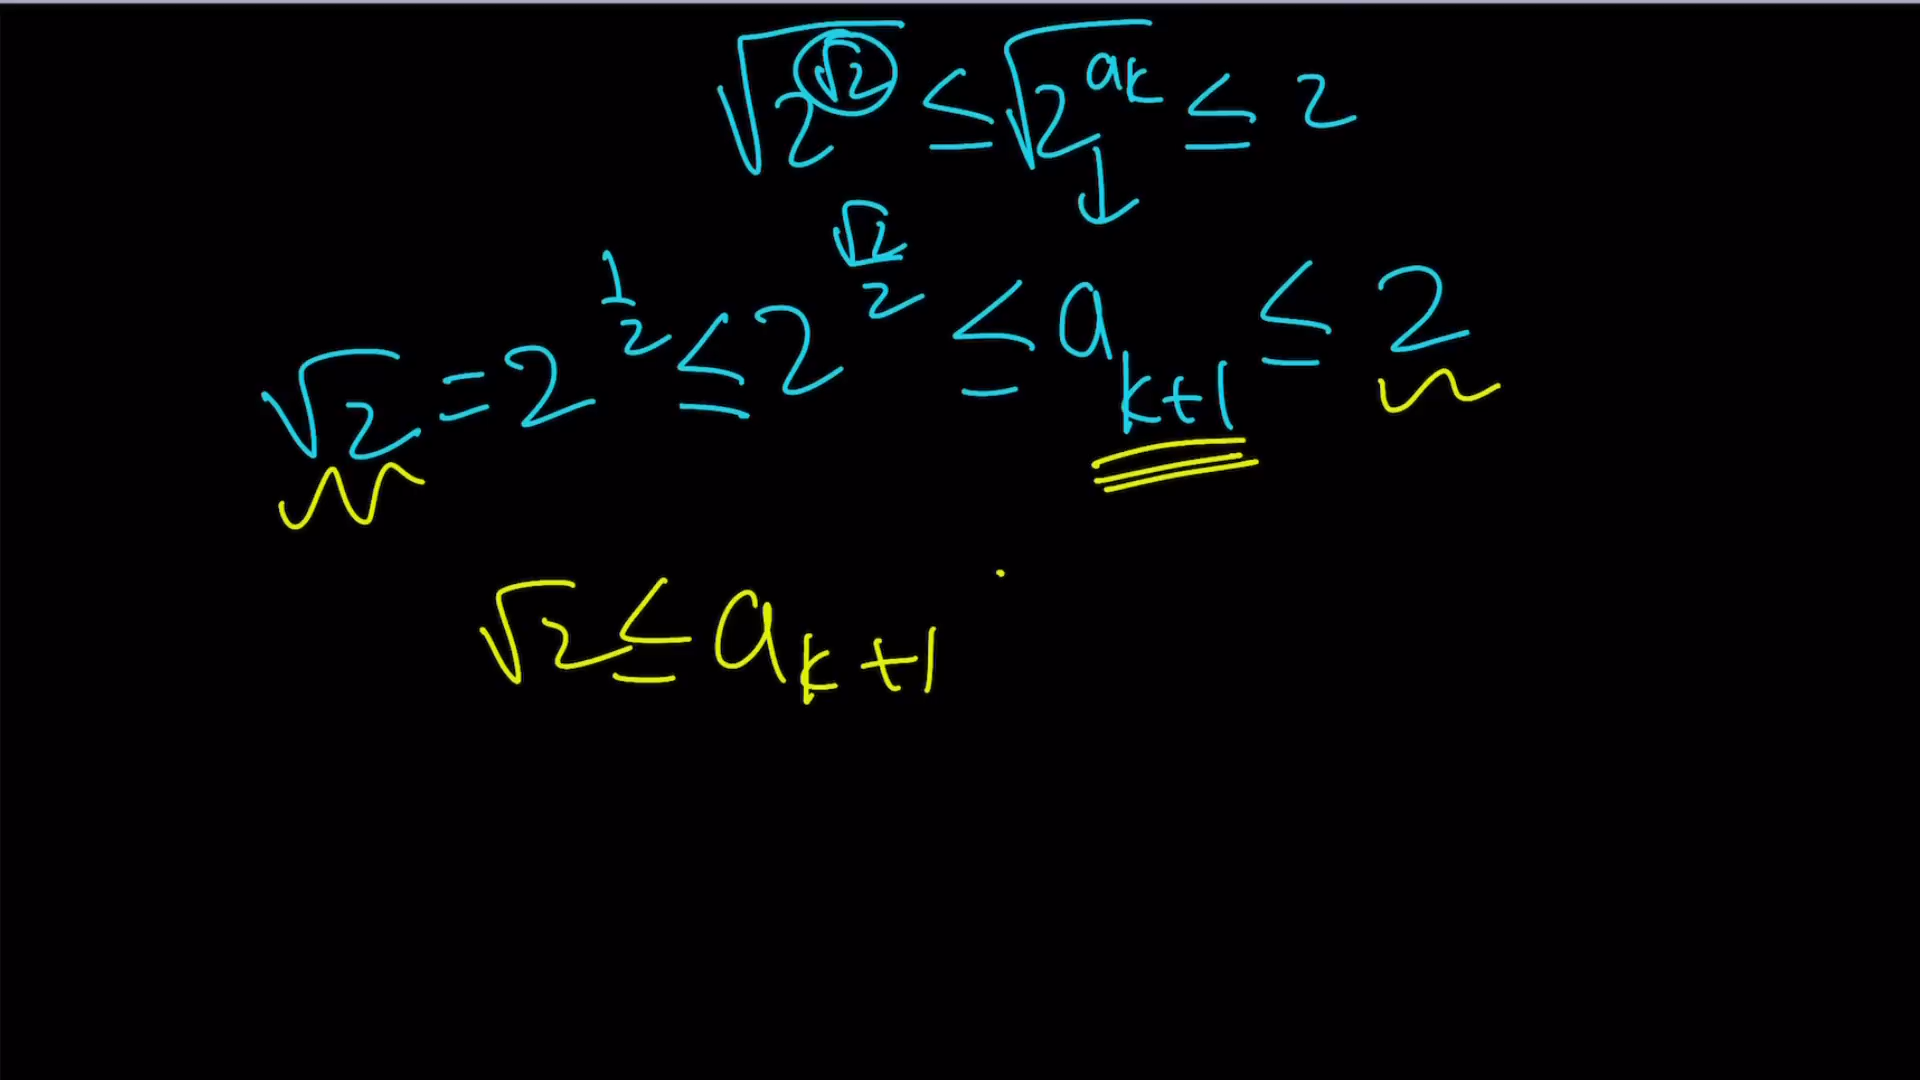 √(2^√2) ≤ √(2^(a_k)) ≤ 2
√2 = 2^(1/2) ≤ 2^(√2/2) ≤ a_(k+1) ≤ 2
√2 ≤ a_(k+1)